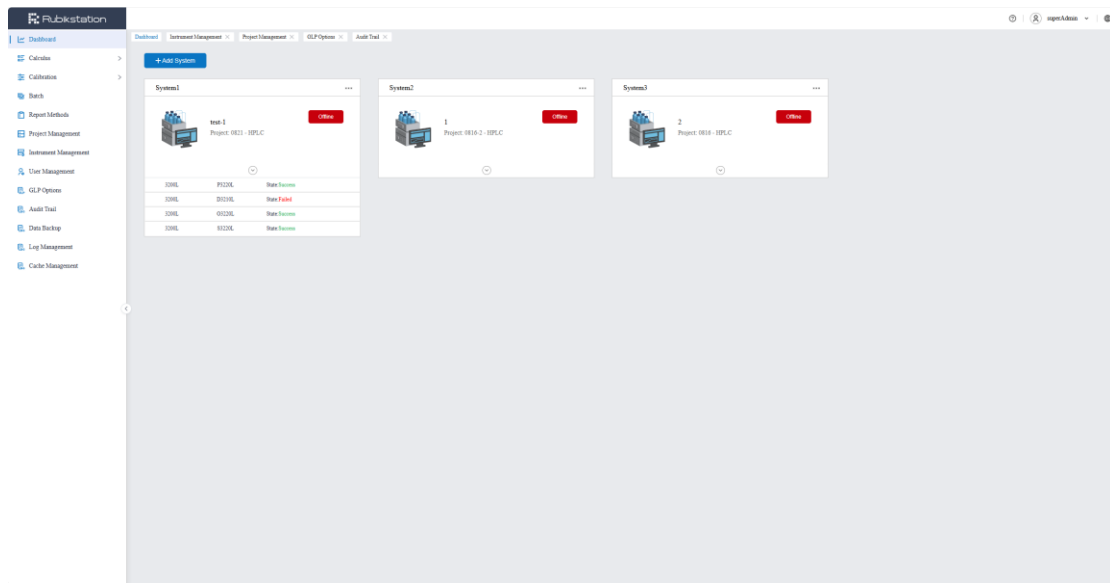 Rubikstation
superAdmin
Dashboard
Calculus
Calibration
Batch
Report Methods
Project Management
Instrument Management
User Management
GLP Options
Audit Trail
Data Backup
Log Management
Cache Management
Dashboard Instrument Management × Project Management × GLP Options × Audit Trail ×
+ Add System
System1 ...
test-1
Offline
Project: 0821 - HPLC
3200L P3220L State:Success
3200L D3210L State:Failed
3200L O3220L State:Success
3200L S3220L State:Success
System2 ...
1
Offline
Project: 0816-2 - HPLC
System3 ...
2
Offline
Project: 0816 - HPLC